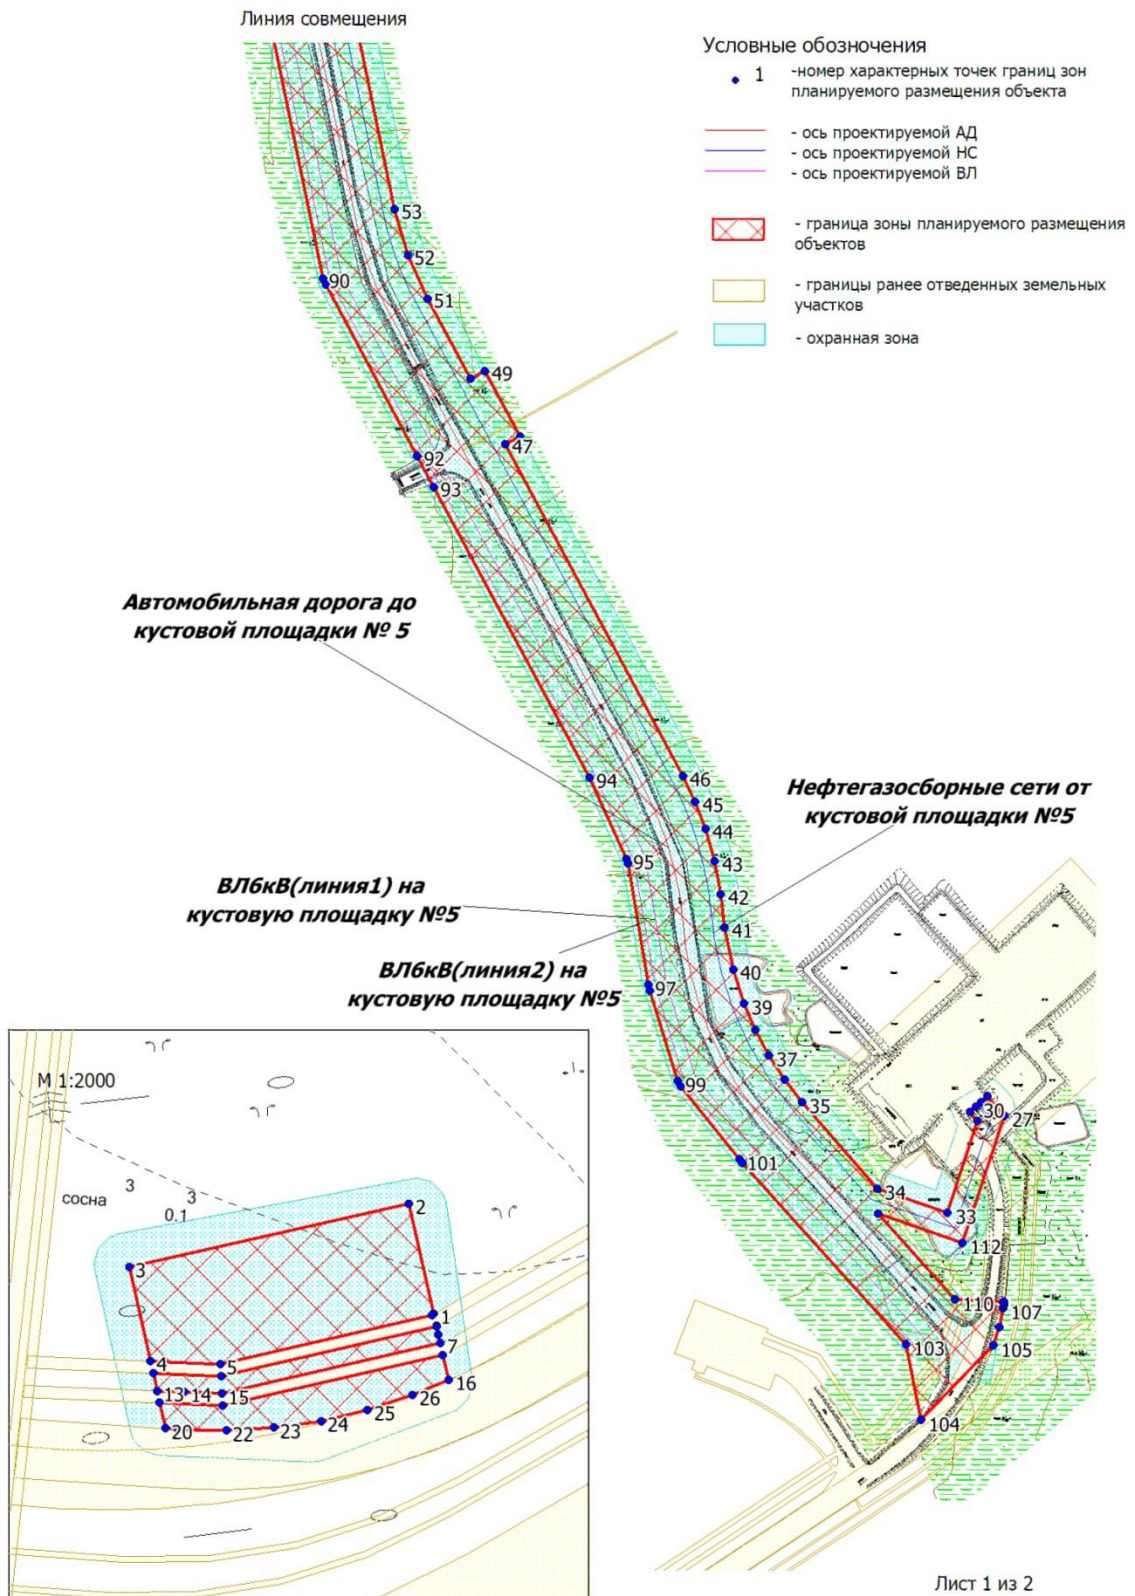 Линия совмещения
Условные обозночения
1 -номер характерных точек границ зон
планируемого размещения объекта
- ось проектируемой АД
- ось проектируемой НС
- ось проектируемой ВЛ
- граница зоны планируемого размещения
объектов
- границы ранее отведенных земельных
участков
- охранная зона
53
52
90
51
49
47
92
93
Автомобильная дорога до
кустовой площадки № 5
94
46
45
Нефтегазосборные сети от
кустовой площадки №5
44
43
95
42
ВЛ6кВ(линия1) на
кустовую площадку №5
41
ВЛ6кВ(линия2) на
кустовую площадку №5
40
97
39
37
99
35
30
27
101
34
33
112
110
107
103
105
104
М 1:2000
сосна
3
3
0.1
2
3
1
4
5
7
13
14
15
16
26
25
24
23
22
20
Лист 1 из 2